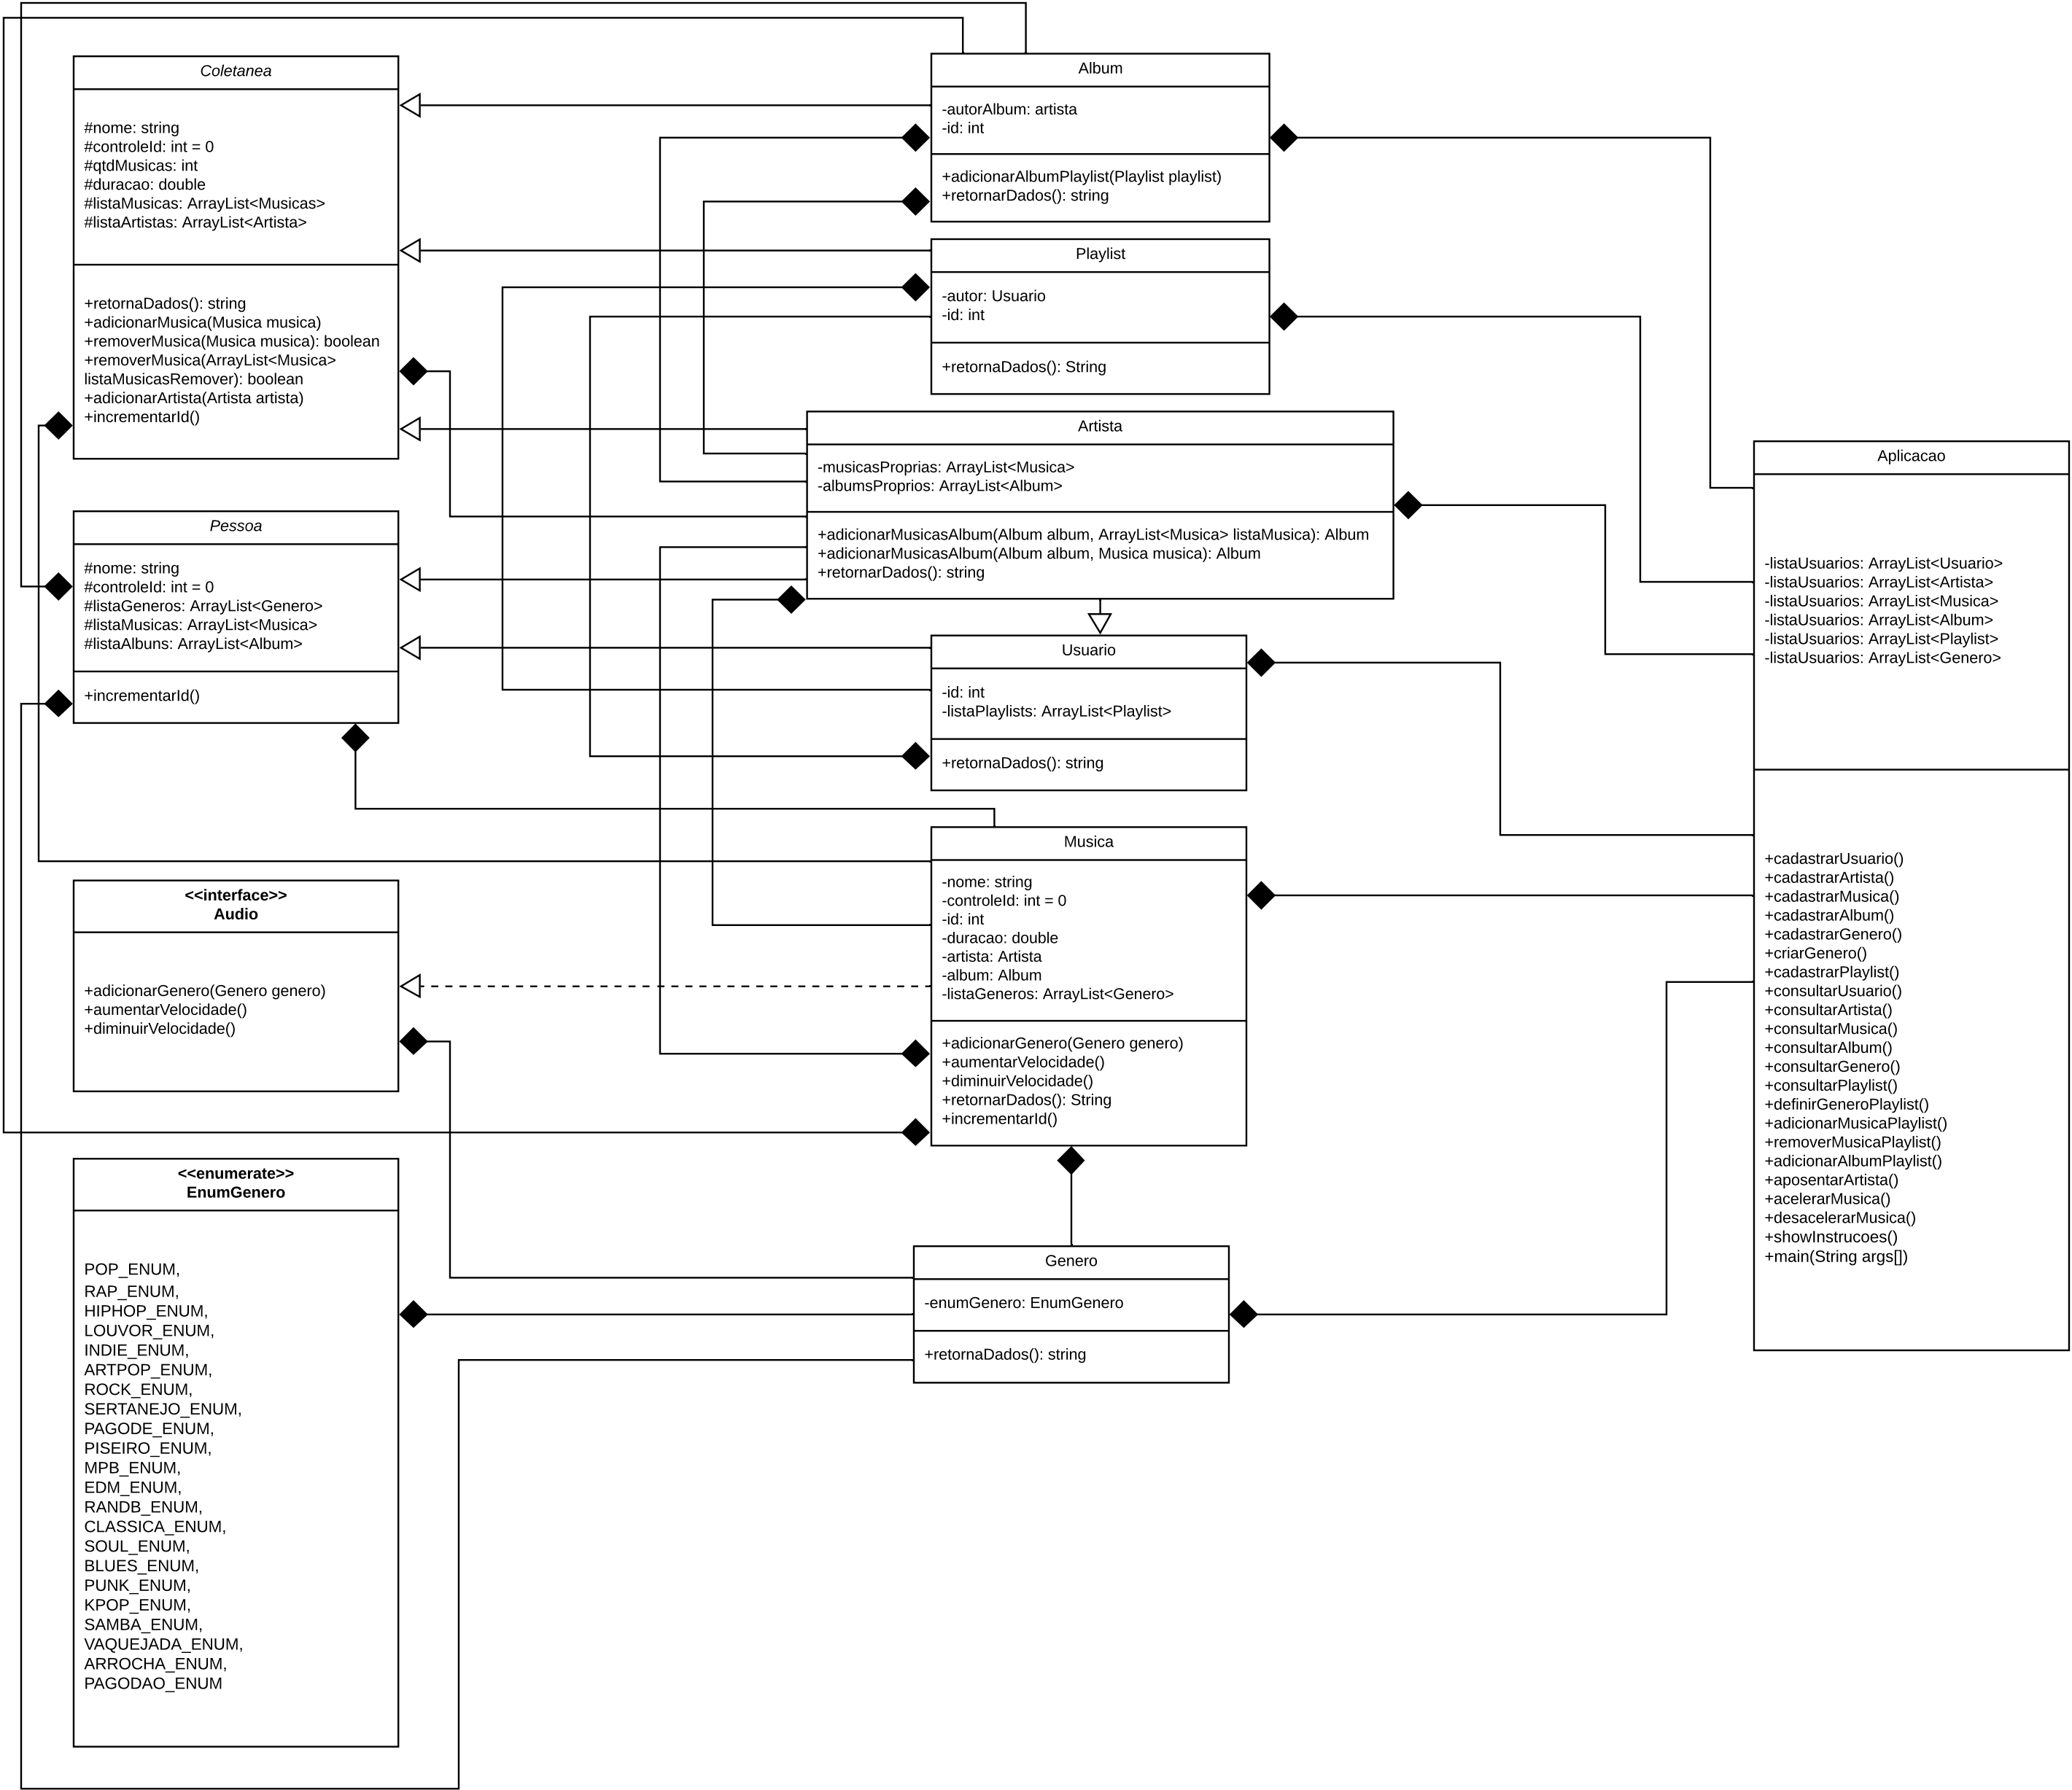 Coletanea
#nome: string
#controleId: int = 0
#qtdMusicas: int
#duracao: double
#listaMusicas: ArrayList<Musicas>
#listaArtistas: ArrayList<Artista>
+retornaDados(): string
+adicionarMusica(Musica musica)
+removerMusica(Musica musica): boolean
+removerMusica(ArrayList<Musica>
listaMusicasRemover): boolean
+adicionarArtista(Artista artista)
+incrementarId()
Pessoa
#nome: string
#controleId: int = 0
#listaGeneros: ArrayList<Genero>
#listaMusicas: ArrayList<Musica>
#listaAlbuns: ArrayList<Album>
+incrementarId()
<<interface>>
Audio
+adicionarGenero(Genero genero)
+aumentarVelocidade()
+diminuirVelocidade()
<<enumerate>>
EnumGenero
POP_ENUM,
RAP_ENUM,
HIPHOP_ENUM,
LOUVOR_ENUM,
INDIE_ENUM,
ARTPOP_ENUM,
ROCK_ENUM,
SERTANEJO_ENUM,
PAGODE_ENUM,
PISEIRO_ENUM,
MPB_ENUM,
EDM_ENUM,
RANDB_ENUM,
CLASSICA_ENUM,
SOUL_ENUM,
BLUES_ENUM,
PUNK_ENUM,
KPOP_ENUM,
SAMBA_ENUM,
VAQUEJADA_ENUM,
ARROCHA_ENUM,
PAGODAO_ENUM
Album
-autorAlbum: artista
-id: int
+adicionarAlbumPlaylist(Playlist playlist)
+retornarDados(): string
Playlist
-autor: Usuario
-id: int
+retornaDados(): String
Artista
-musicasProprias: ArrayList<Musica>
-albumsProprios: ArrayList<Album>
+adicionarMusicasAlbum(Album album, ArrayList<Musica> listaMusica): Album
+adicionarMusicasAlbum(Album album, Musica musica): Album
+retornarDados(): string
Usuario
-id: int
-listaPlaylists: ArrayList<Playlist>
+retornaDados(): string
Musica
-nome: string
-controleId: int = 0
-id: int
-duracao: double
-artista: Artista
-album: Album
-listaGeneros: ArrayList<Genero>
+adicionarGenero(Genero genero)
+aumentarVelocidade()
+diminuirVelocidade()
+retornarDados(): String
+incrementarId()
Genero
-enumGenero: EnumGenero
+retornaDados(): string
Aplicacao
-listaUsuarios: ArrayList<Usuario>
-listaUsuarios: ArrayList<Artista>
-listaUsuarios: ArrayList<Musica>
-listaUsuarios: ArrayList<Album>
-listaUsuarios: ArrayList<Playlist>
-listaUsuarios: ArrayList<Genero>
+cadastrarUsuario()
+cadastrarArtista()
+cadastrarMusica()
+cadastrarAlbum()
+cadastrarGenero()
+criarGenero()
+cadastrarPlaylist()
+consultarUsuario()
+consultarArtista()
+consultarMusica()
+consultarAlbum()
+consultarGenero()
+consultarPlaylist()
+definirGeneroPlaylist()
+adicionarMusicaPlaylist()
+removerMusicaPlaylist()
+adicionarAlbumPlaylist()
+aposentarArtista()
+acelerarMusica()
+desacelerarMusica()
+showInstrucoes()
+main(String args[])